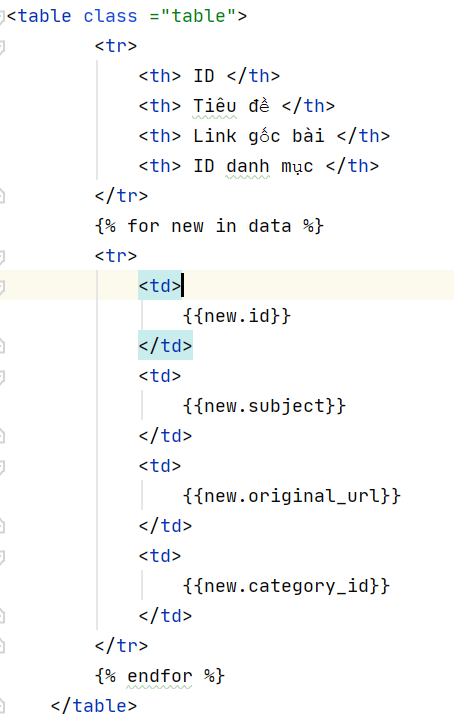 <table class ="table">
<tr>
<th> ID </th>
<th> Tiêu đề </th>
<th> Link gốc bài </th>
<th> ID danh mục </th>
</tr>
{% for new in data %}
<tr>
<td>
{{new.id}}
</td>
<td>
{{new.subject}}
</td>
<td>
{{new.original_url}}
</td>
<td>
{{new.category_id}}
</td>
</tr>
{% endfor %}
</table>